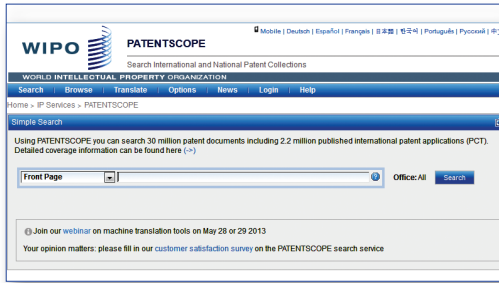 Mobile | Deutsch | Español | Français | 日本語 | 한국어 | Português | Русский |
WIPO
PATENTSCOPE
Search International and National Patent Collections
WORLD INTELLECTUAL PROPERTY ORGANIZATION
Search Browse Translate Options News Login Help
Home > IP Services > PATENTSCOPE
Simple Search
Using PATENTSCOPE you can search 30 million patent documents including 2.2 million published international patent applications (PCT).
Detailed coverage information can be found here (->)
Front Page ? Office: All Search
Join our webinar on machine translation tools on May 28 or 29 2013
Your opinion matters: please fill in our customer satisfaction survey on the PATENTSCOPE search service